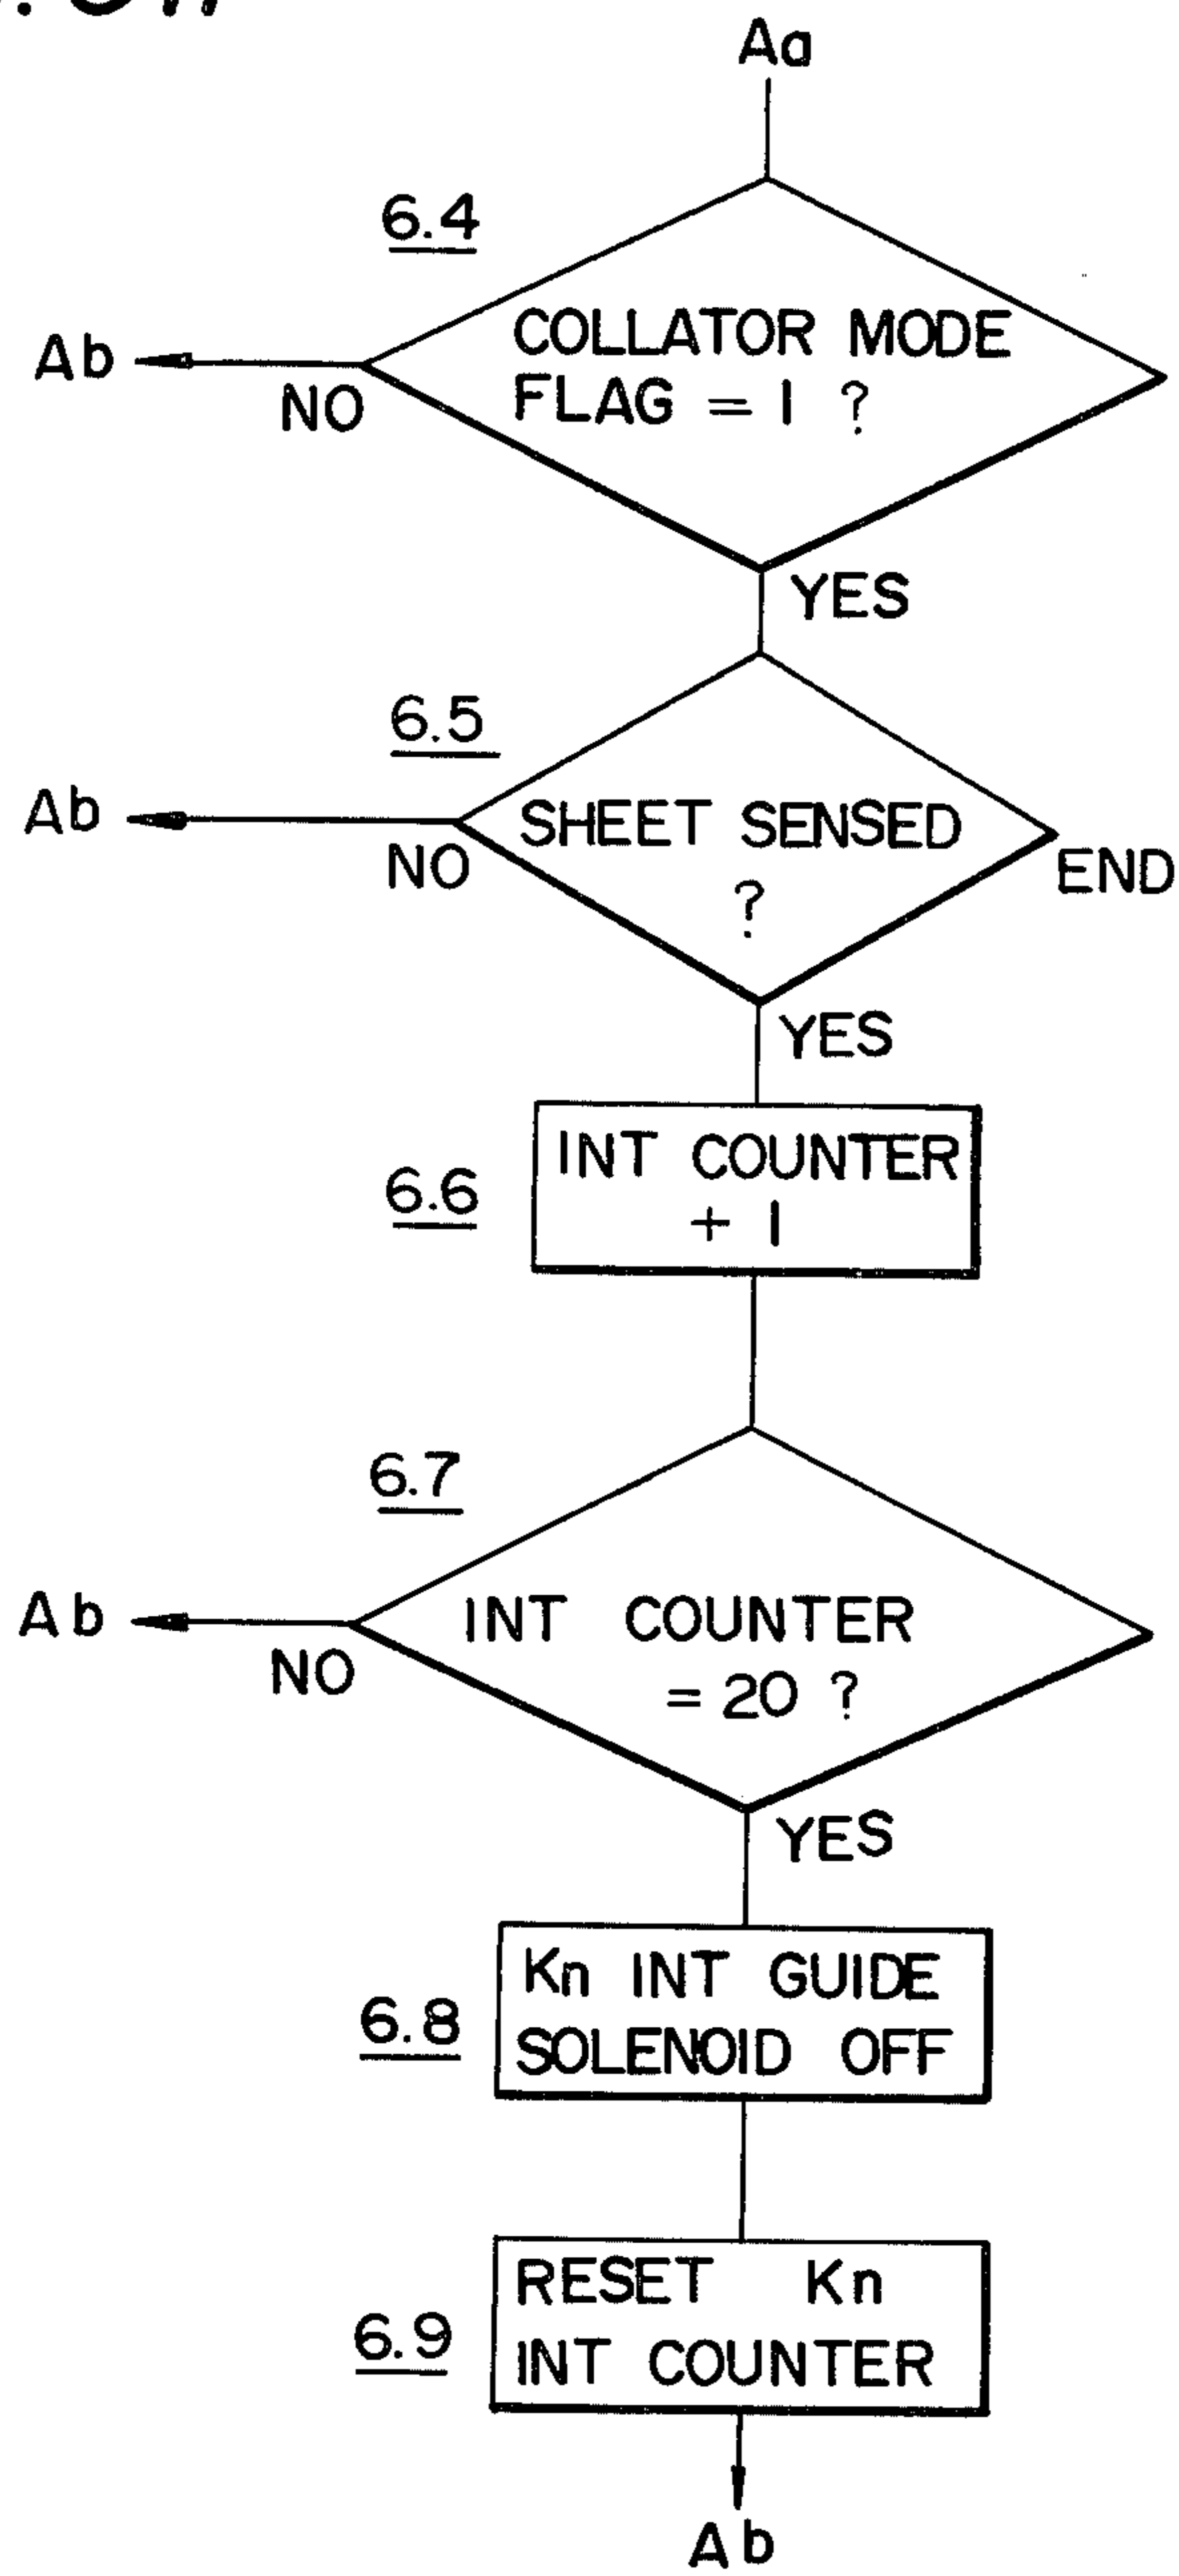 Aa
6.4
COLLATOR MODE
FLAG = 1 ?
Ab
NO
YES
6.5
SHEET SENSED
?
Ab
NO
END
YES
6.6
INT COUNTER
+ 1
6.7
INT COUNTER
= 20 ?
Ab
NO
YES
6.8
Kn INT GUIDE
SOLENOID OFF
6.9
RESET Kn
INT COUNTER
Ab